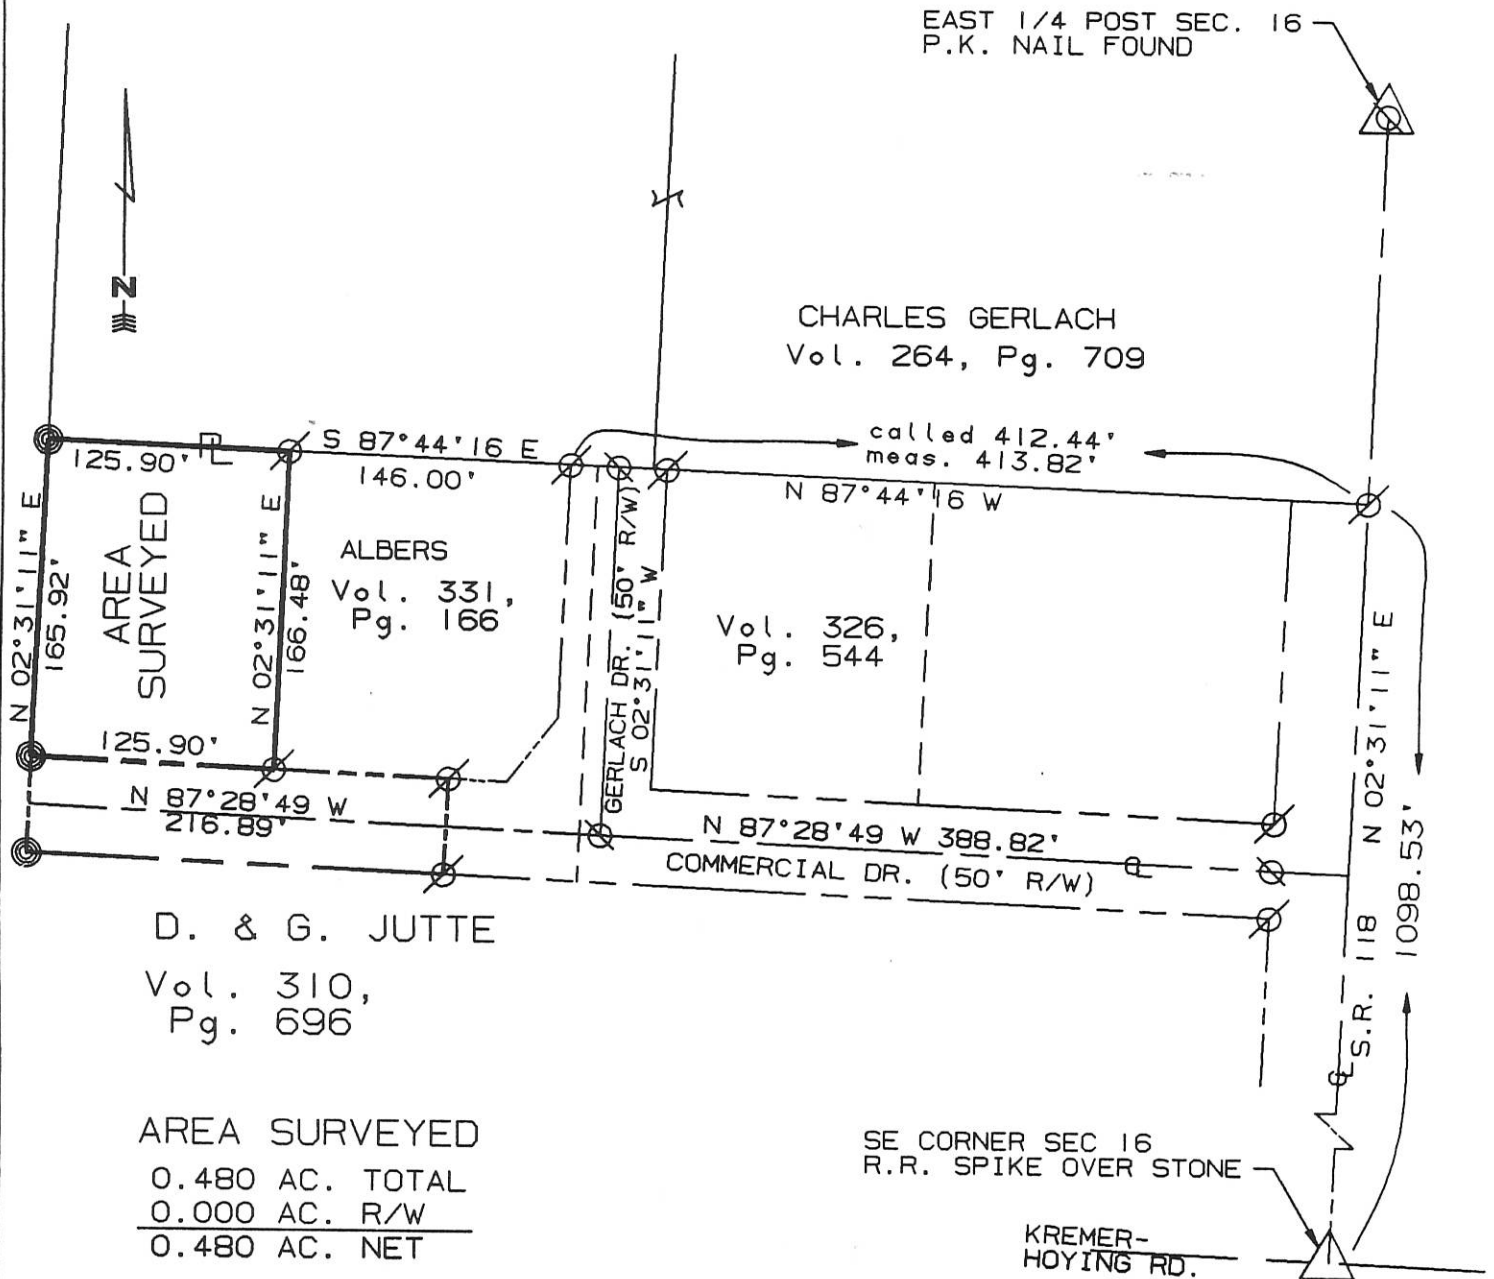 EAST 1/4 POST SEC. 16
P.K. NAIL FOUND
N
CHARLES GERLACH
Vol. 264, Pg. 709
called 412.44'
meas. 413.82'
S 87°44'16 E
146.00'
125.90'
PL
N 87°44'16 W
N 02°31'11" E
165.92'
AREA
SURVEYED
N 02°31'11" E
166.48'
ALBERS
Vol. 331,
Pg. 166
GERLACH DR. (50' R/W)
S 02°31'11" W
Vol. 326,
Pg. 544
N 02°31'11" E
1098.53'
125.90'
N 87°28'49 W
216.89'
N 87°28'49 W 388.82'
COMMERCIAL DR. (50' R/W)
CL
CL S.R. 118
D. & G. JUTTE
Vol. 310,
Pg. 696
AREA SURVEYED
0.480 AC. TOTAL
0.000 AC. R/W
0.480 AC. NET
SE CORNER SEC 16
R.R. SPIKE OVER STONE
KREMER-
HOYING RD.